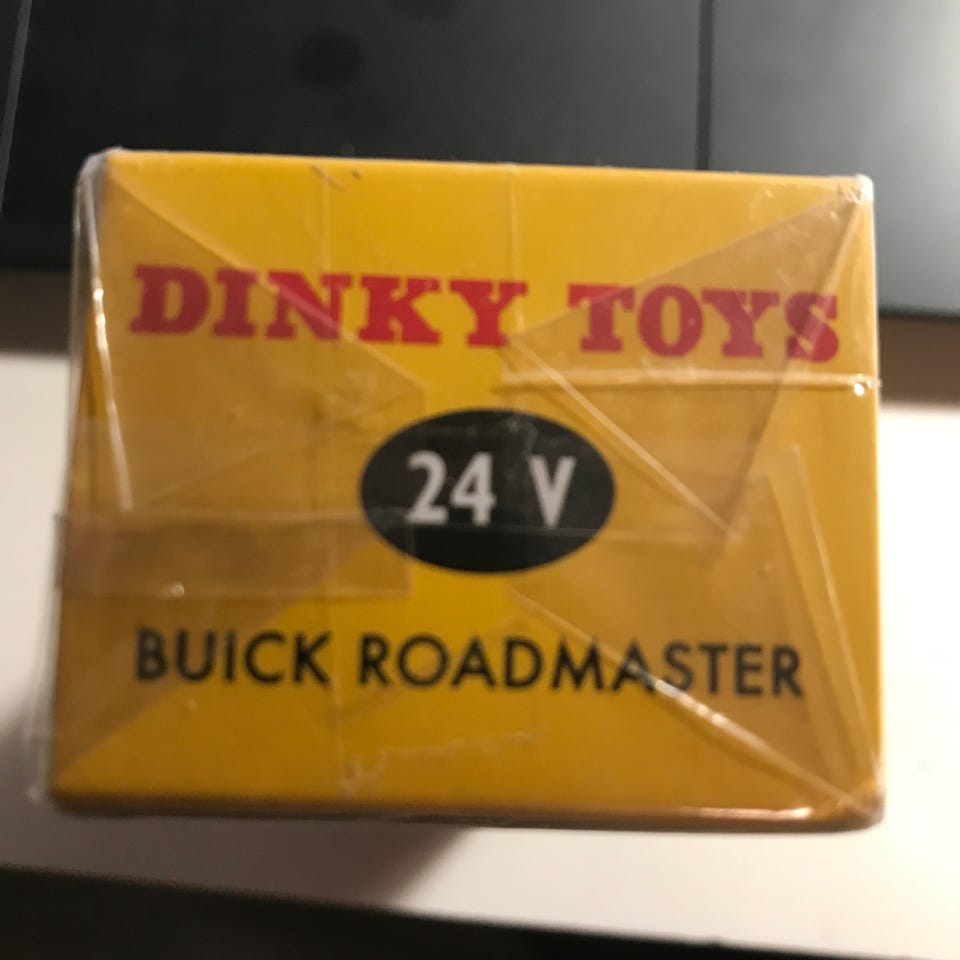 DINKY TOYS
24 V
BUICK ROADMASTER